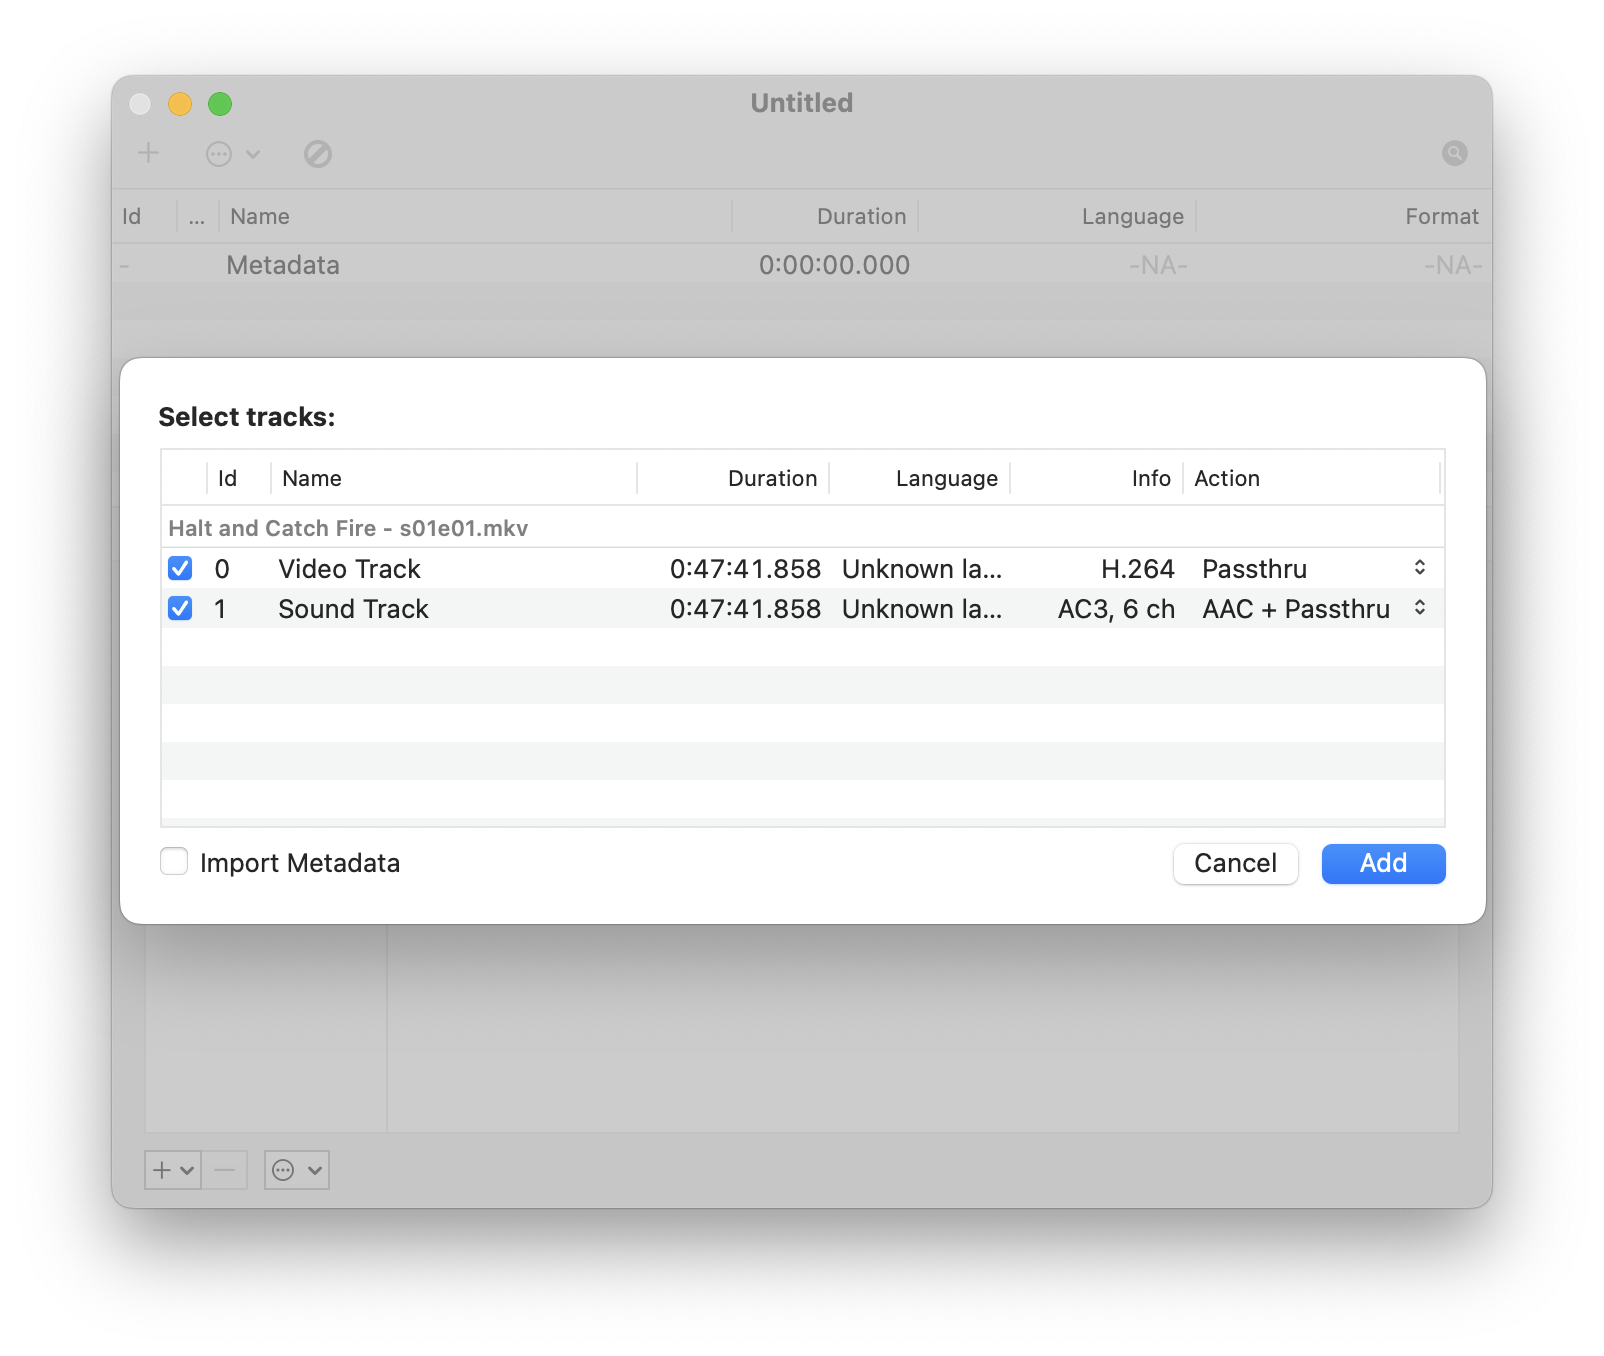 Untitled
Id ... Name Duration Language Format
- Metadata 0:00:00.000 -NA- -NA-
Select tracks:
Id Name Duration Language Info Action
Halt and Catch Fire - s01e01.mkv
0 Video Track 0:47:41.858 Unknown la... H.264 Passthru
1 Sound Track 0:47:41.858 Unknown la... AC3, 6 ch AAC + Passthru
Import Metadata Cancel Add